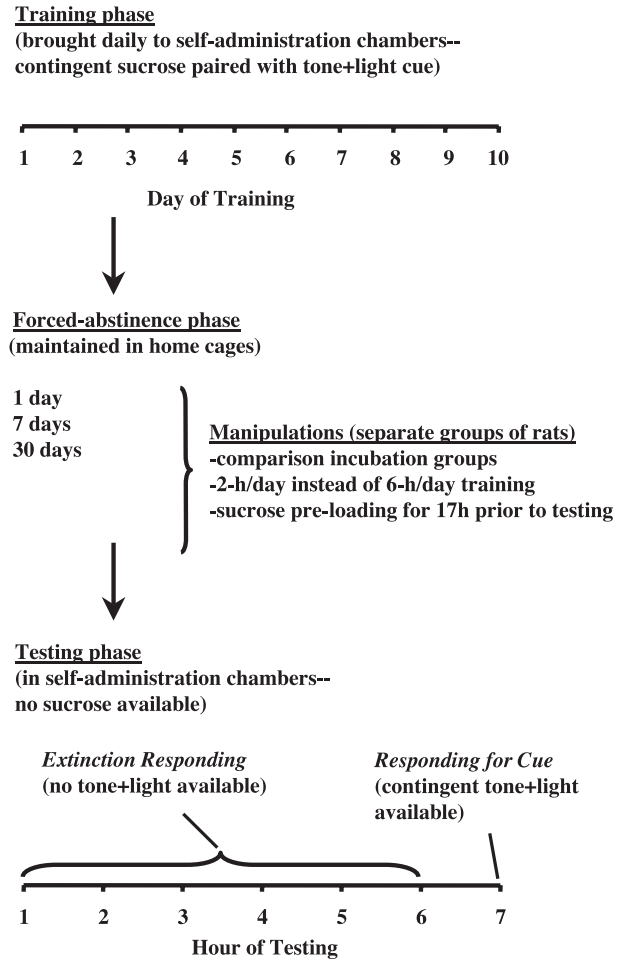 Training phase
(brought daily to self-administration chambers--
contingent sucrose paired with tone+light cue)
1 2 3 4 5 6 7 8 9 10
Day of Training
Forced-abstinence phase
(maintained in home cages)
1 day
7 days
30 days
Manipulations (separate groups of rats)
-comparison incubation groups
-2-h/day instead of 6-h/day training
-sucrose pre-loading for 17h prior to testing
Testing phase
(in self-administration chambers--
no sucrose available)
Extinction Responding
(no tone+light available)
Responding for Cue
(contingent tone+light
available)
1 2 3 4 5 6 7
Hour of Testing